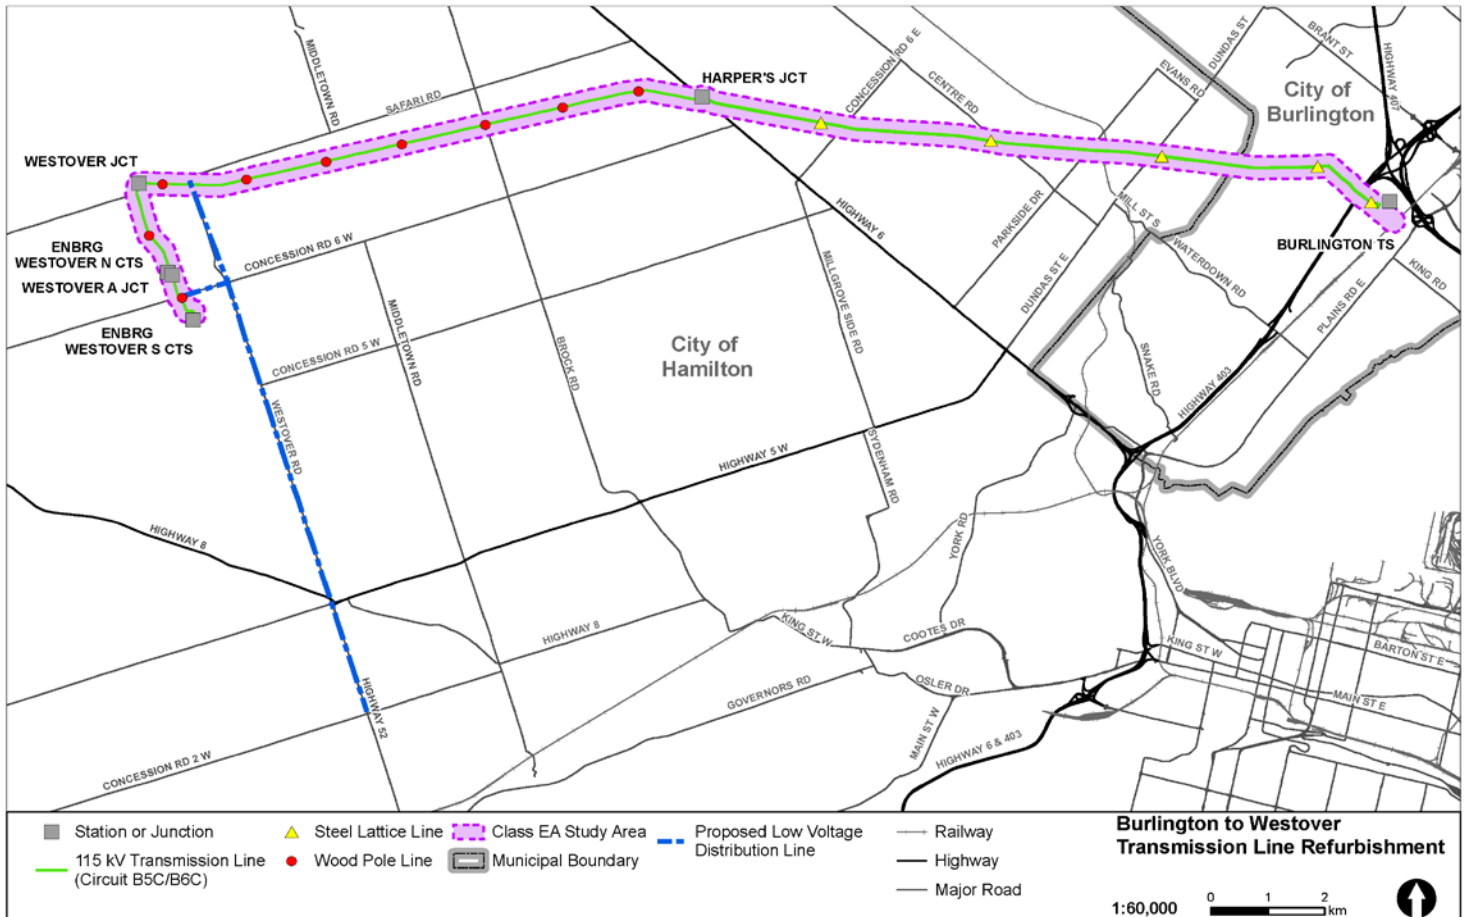 MIDDLETOWN RD
SAFARI RD
HARPER'S JCT
CONCESSION RD 6 E
CENTRE RD
EVANS RD
DUNDAS ST
BRANT ST
HIGHWAY 407
City of
Burlington
WESTOVER JCT
ENBRG
WESTOVER N CTS
WESTOVER A JCT
ENBRG
WESTOVER S CTS
CONCESSION RD 6 W
CONCESSION RD 5 W
MIDDLETOWN RD
WESTOVER RD
BROCK RD
City of
Hamilton
MILLGROVE SIDE RD
HIGHWAY 6
PARKSIDE DR
DUNDAS ST E
MILL ST S
WATERDOWN RD
BURLINGTON TS
KING RD
PLAINS RD E
SNAKE RD
HIGHWAY 403
HIGHWAY 5 W
SYDENHAM RD
YORK RD
YORK BLVD
HIGHWAY 8
HIGHWAY 8
KING ST W
COOTES DR
KING ST W
BARTON ST E
MAIN ST E
OSLER DR
GOVERNORS RD
MAIN ST W
HIGHWAY 6 & 403
HIGHWAY 52
CONCESSION RD 2 W
Station or Junction
115 kV Transmission Line
(Circuit B5C/B6C)
Steel Lattice Line
Wood Pole Line
Class EA Study Area
Municipal Boundary
Proposed Low Voltage
Distribution Line
Railway
Highway
Major Road
Burlington to Westover
Transmission Line Refurbishment
1:60,000
0 1 2
km